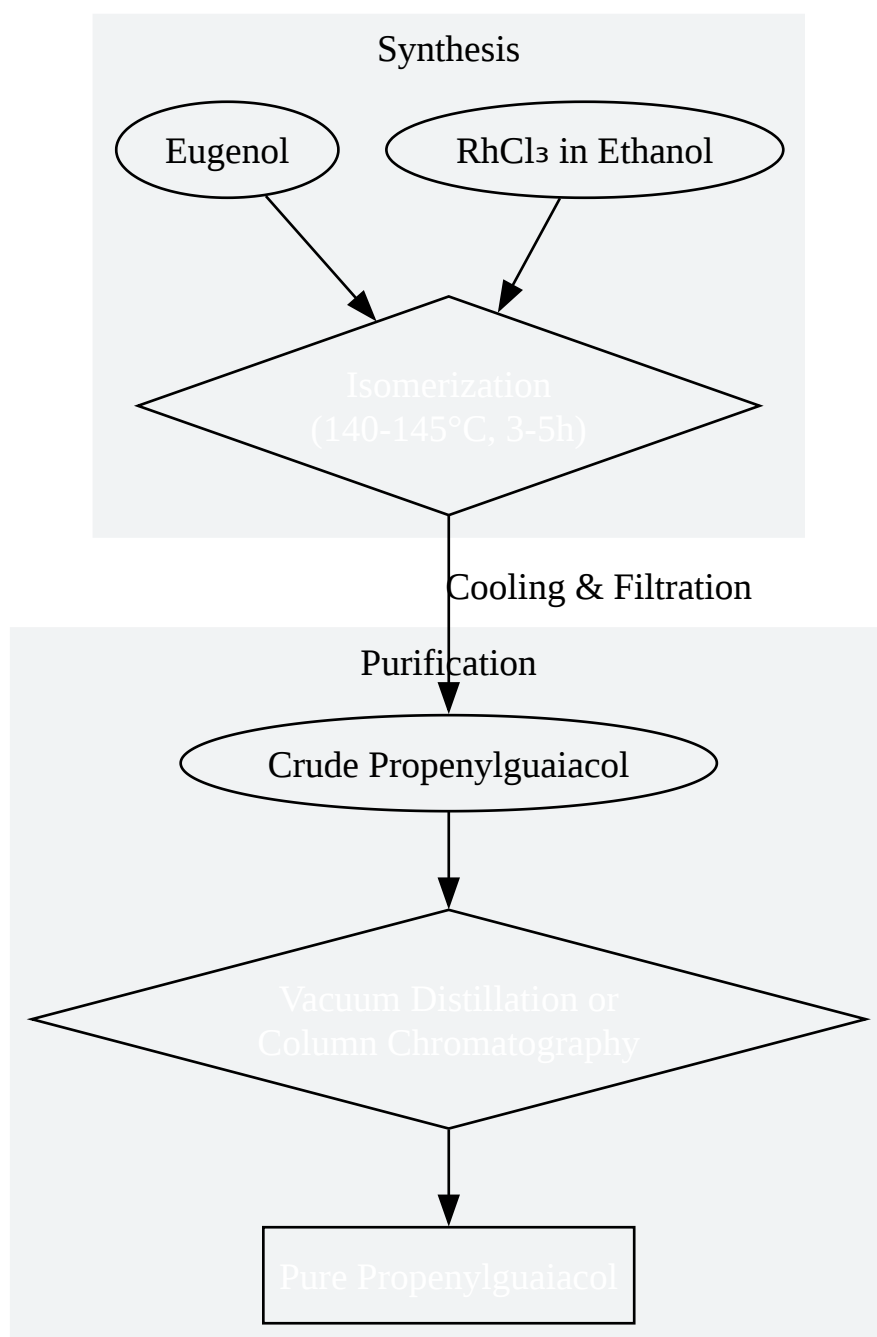 Synthesis
Eugenol
RhCl₃ in Ethanol
Isomerization
(140-145°C, 3-5h)
Cooling & Filtration
Purification
Crude Propenylguaiacol
Vacuum Distillation or
Column Chromatography
Pure Propenylguaiacol